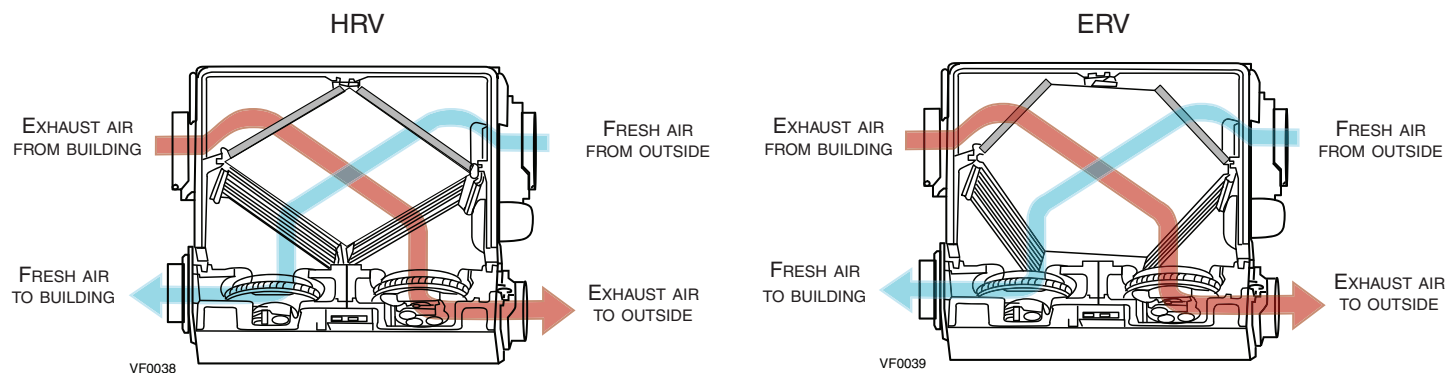 HRV
EXHAUST AIR
FROM BUILDING
FRESH AIR
FROM OUTSIDE
FRESH AIR
TO BUILDING
EXHAUST AIR
TO OUTSIDE
VF0038
ERV
EXHAUST AIR
FROM BUILDING
FRESH AIR
FROM OUTSIDE
FRESH AIR
TO BUILDING
EXHAUST AIR
TO OUTSIDE
VF0039